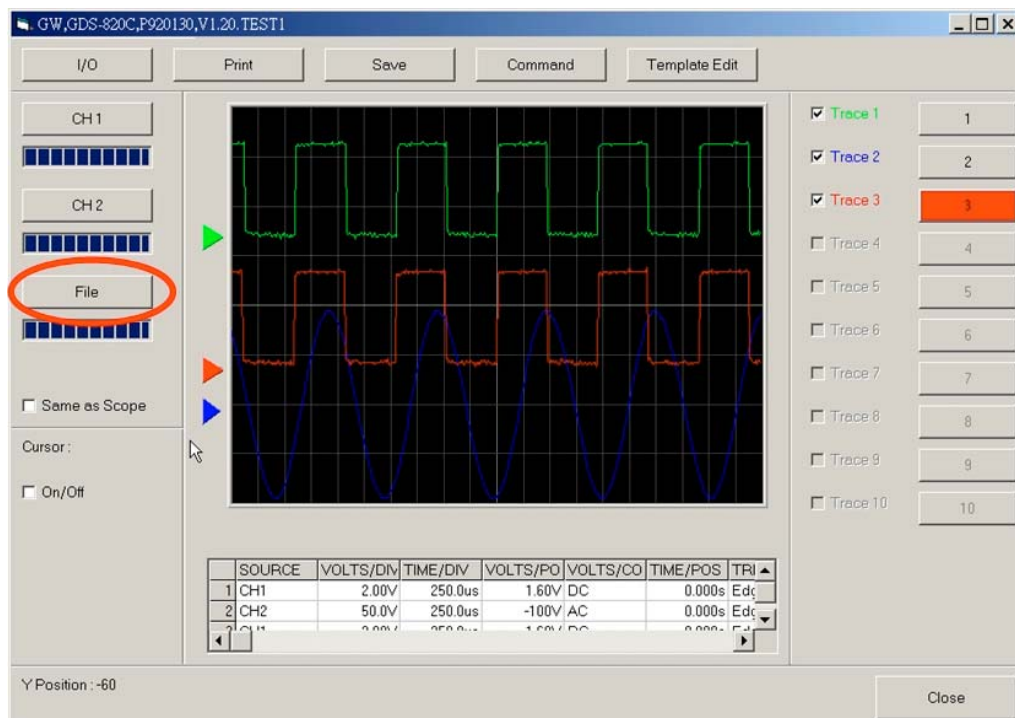 GW,GDS-820C,P920130,V1.20.TEST1
I/O Print Save Command Template Edit
CH 1
CH 2
File
Same as Scope
Cursor :
On/Off
Trace 1 1
Trace 2 2
Trace 3 3
Trace 4 4
Trace 5 5
Trace 6 6
Trace 7 7
Trace 8 8
Trace 9 9
Trace 10 10
SOURCE VOLTS/DIV TIME/DIV VOLTS/PO VOLTS/CO TIME/POS TRI
1 CH1 2.00V 250.0us 1.60V DC 0.000s Edg
2 CH2 50.0V 250.0us -100V AC 0.000s Edg
Y Position : -60
Close